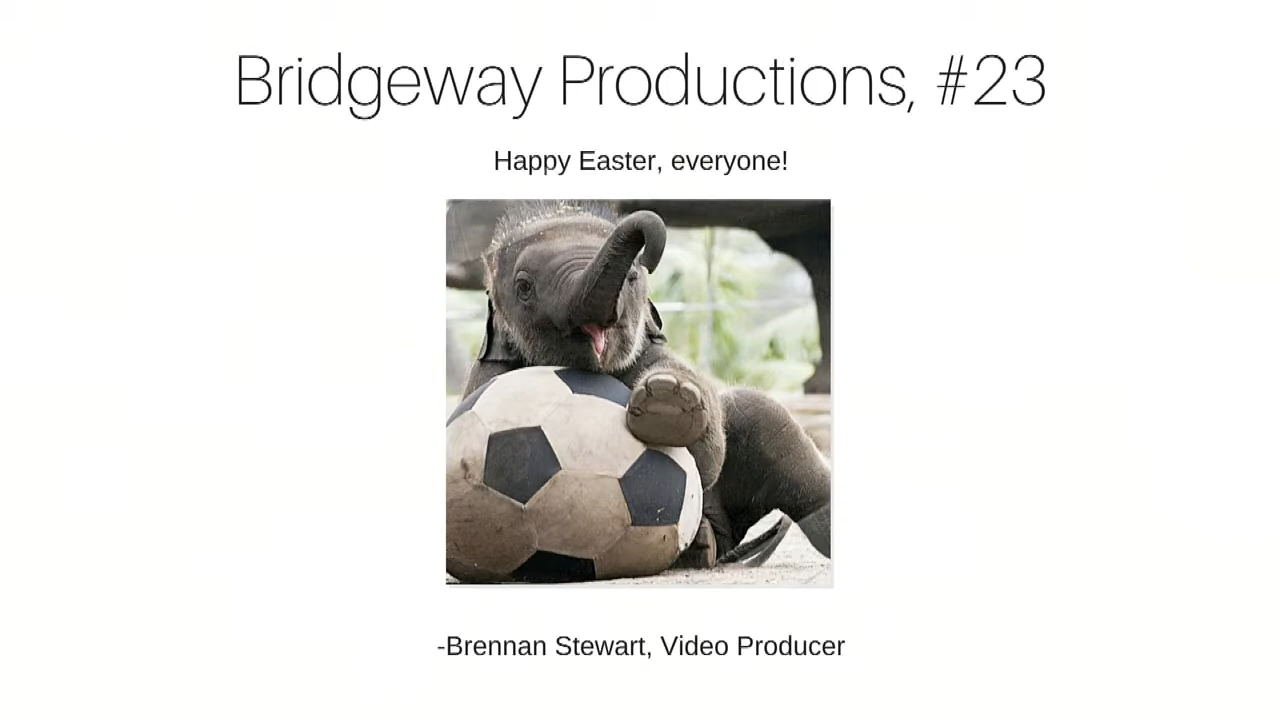 Bridgeway Productions, #23
Happy Easter, everyone!
-Brennan Stewart, Video Producer